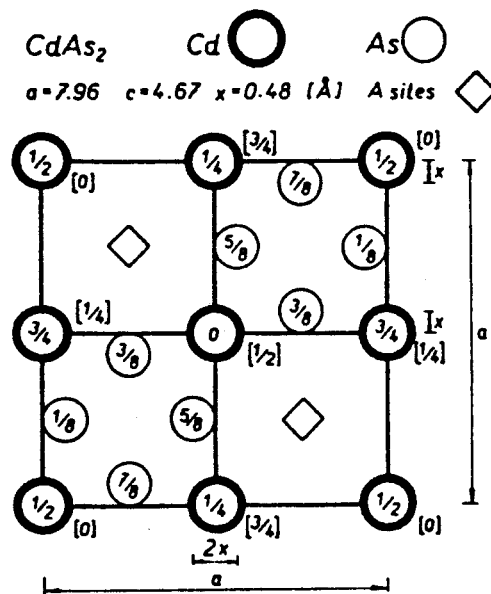 CdAs₂ Cd As
a=7.96 c=4.67 x=0.48 [Å] A sites
[3/4] [0]
1/2 1/4 1/2
[0] 7/8 x
5/8 1/8
[1/4] 3/8 x
3/4 0 3/4 a
3/8 [1/2] [1/4]
1/8 5/8
7/8
1/2 1/4 1/2
[0] [3/4] [0]
2x
a